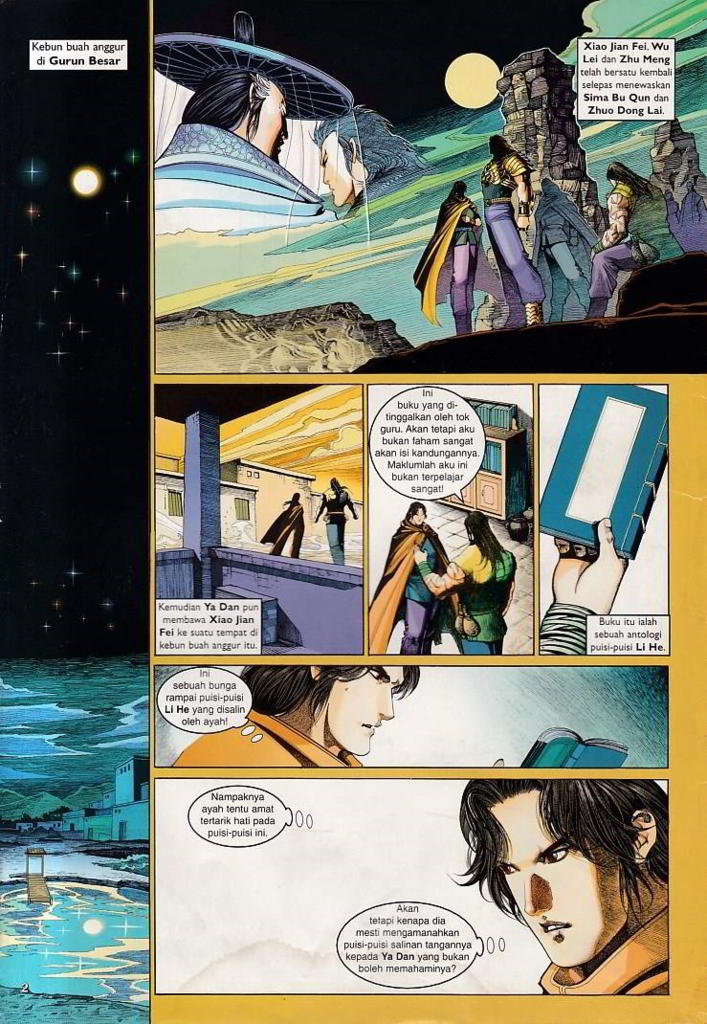 Kebun buah anggur
di Gurun Besar
Xiao Jian Fei, Wu
Lei dan Zhu Meng
telah bersatu kembali
selepas menewaskan
Sima Bu Qun dan
Zhuo Dong Lai.
Kemudian Ya Dan pun
membawa Xiao Jian
Fei ke suatu tempat di
kebun buah anggur itu.
Ini
buku yang di-
tinggalkan oleh tok
guru. Akan tetapi aku
bukan faham sangat
akan isi kandungannya.
Maklumlah aku ini
bukan terpelajar
sangat!
Buku itu ialah
sebuah antologi
puisi-puisi Li He.
Ini
sebuah bunga
rampai puisi-puisi
Li He yang disalin
oleh ayah!
Nampaknya
ayah tentu amat
tertarik hati pada
puisi-puisi ini.
Akan
tetapi kenapa dia
mesti mengamanahkan
puisi-puisi salinan tangannya
kepada Ya Dan yang bukan
boleh memahaminya?
2